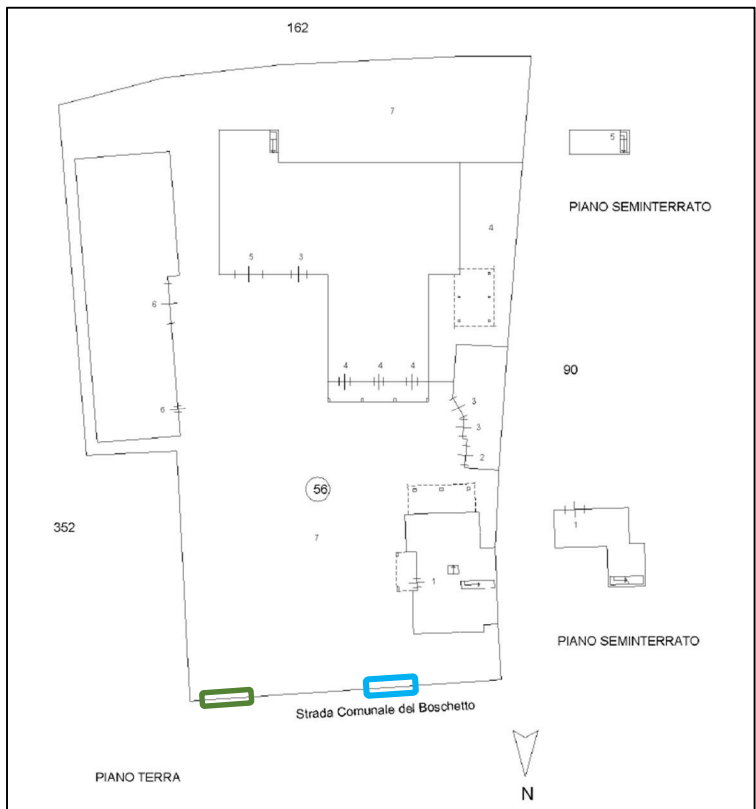 162
7
5
PIANO SEMINTERRATO
4
5 3
6
4 4 4
90
6
3
3
2
56
352
7
1
1
PIANO SEMINTERRATO
Strada Comunale del Boschetto
PIANO TERRA
N